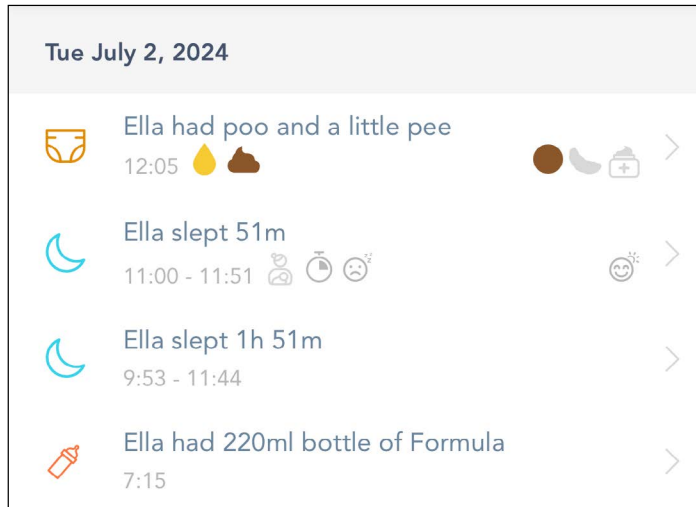 Tue July 2, 2024
Ella had poo and a little pee
12:05
Ella slept 51m
11:00 - 11:51
Ella slept 1h 51m
9:53 - 11:44
Ella had 220ml bottle of Formula
7:15